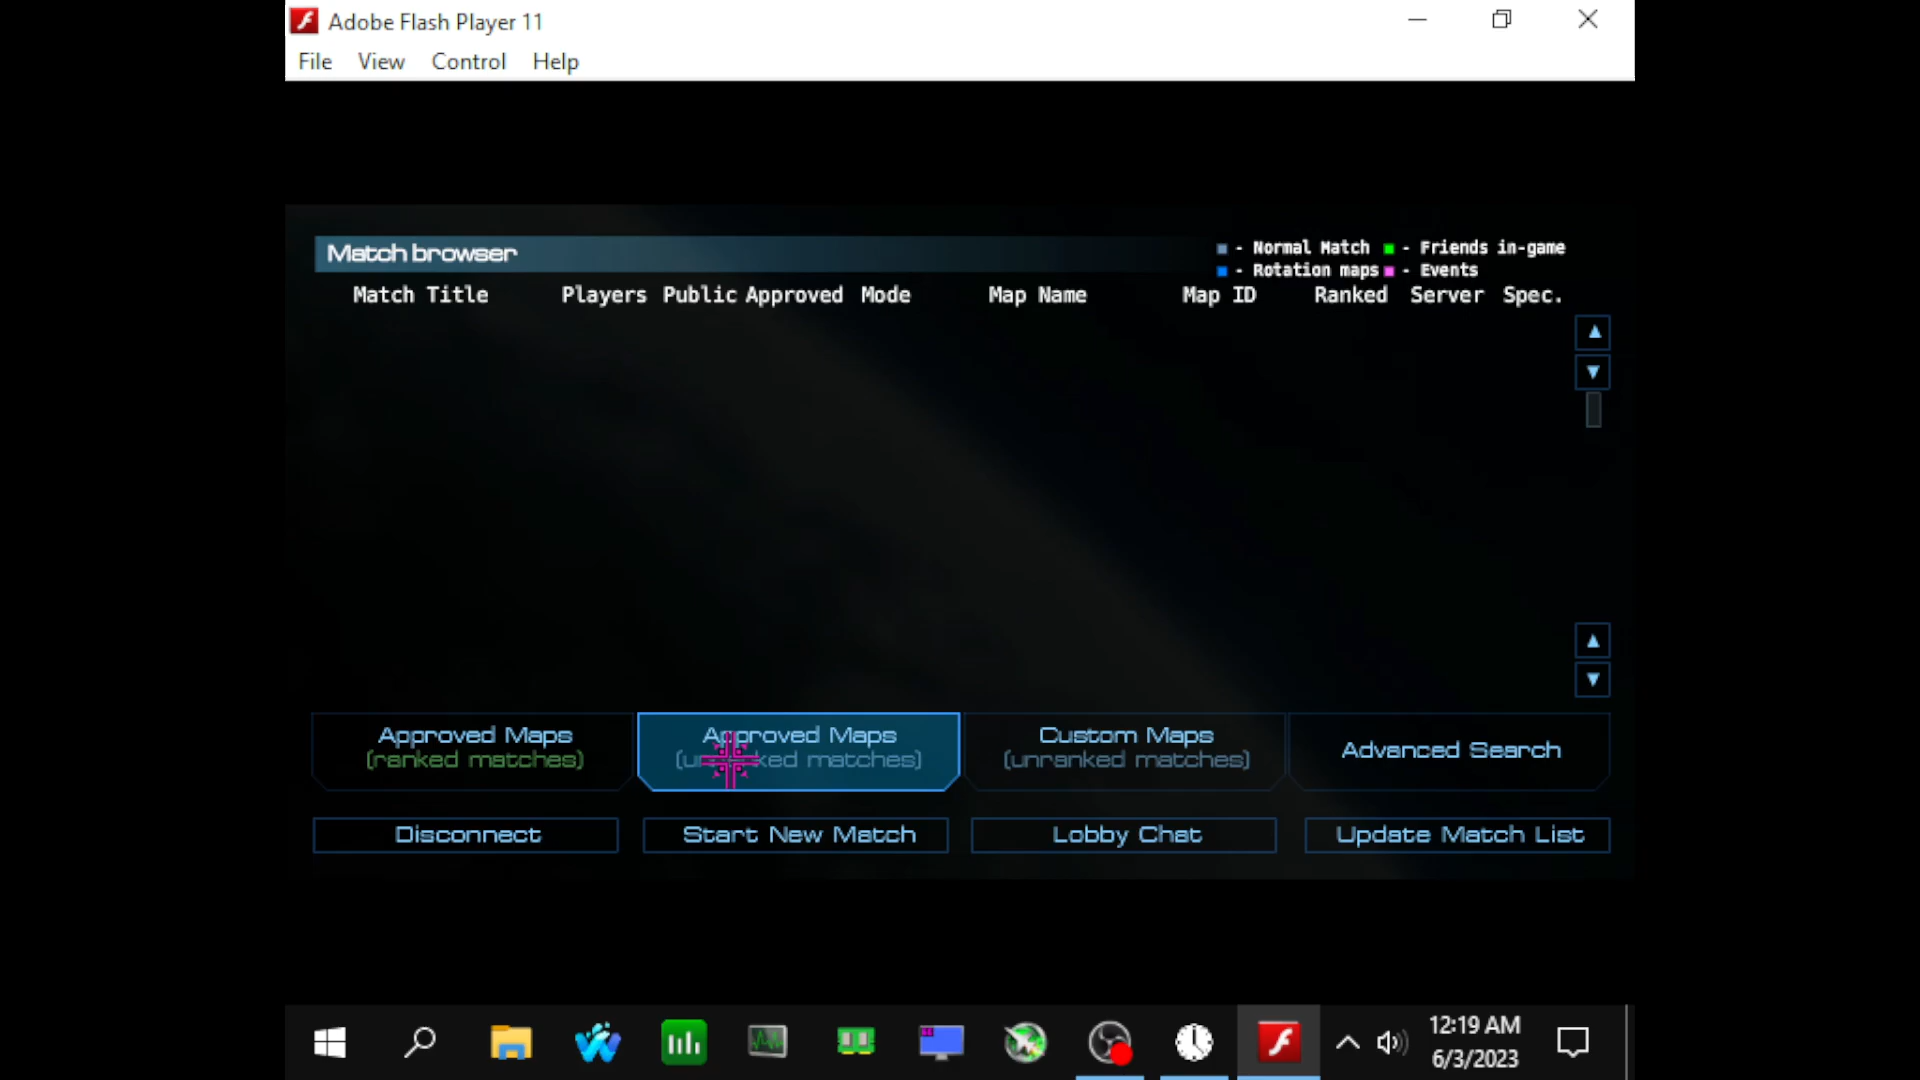 Adobe Flash Player 11
File View Control Help
Match browser
- Normal Match - Friends in-game
- Rotation maps - Events
Match Title Players Public Approved Mode Map Name Map ID Ranked Server Spec.
Approved Maps
(ranked matches)
Approved Maps
(unranked matches)
Custom Maps
(unranked matches)
Advanced Search
Disconnect Start New Match Lobby Chat Update Match List
12:19 AM
6/3/2023